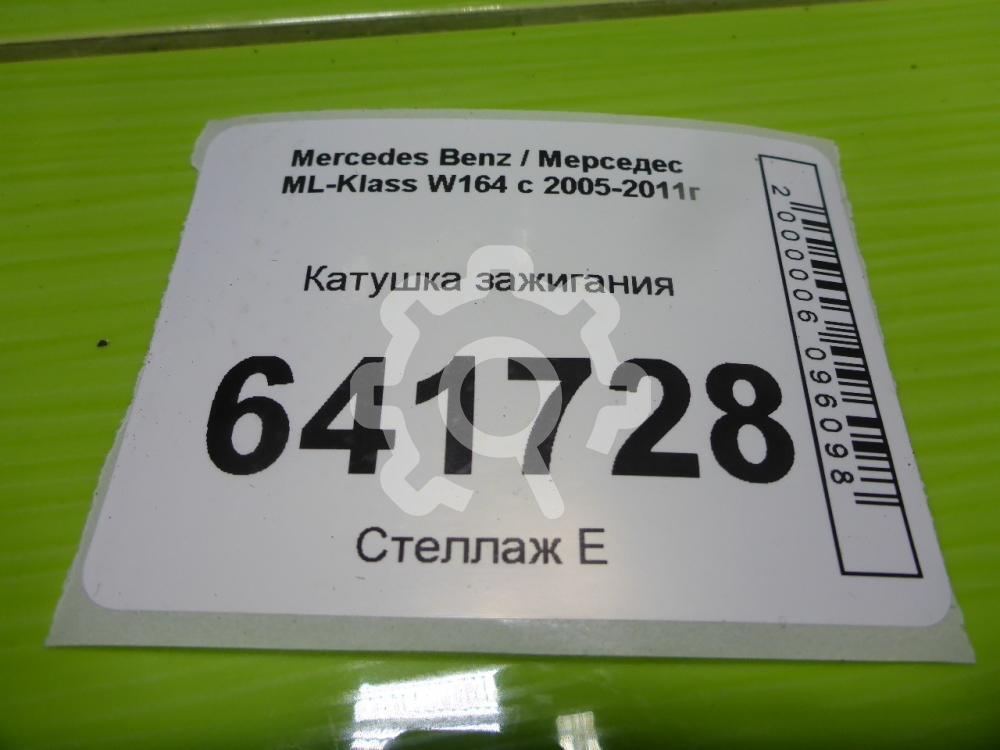 Mercedes Benz / Мерседес
ML-Klass W164 с 2005-2011г
Катушка зажигания
641728
Стеллаж Е
2000006096098